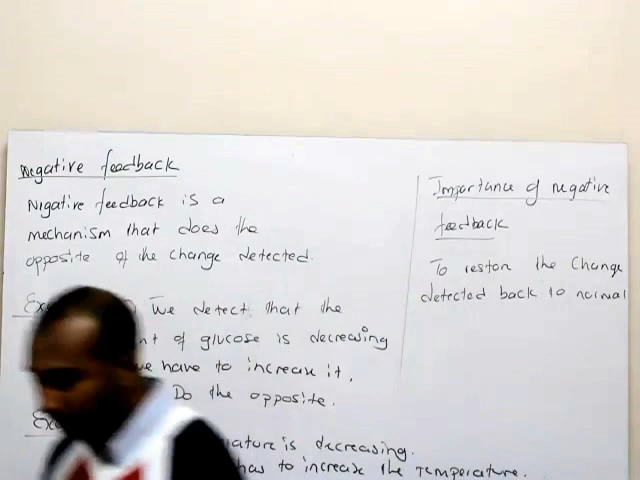 Negative feedback
Nigative feedback is a
mechanism that does the
opposite of the change detected.
We detect that the
of glucose is decreasing
we have to increase it.
Do the opposite.
is decreasing.
has to increase the temperature.
Importance of negative
feedback
To restore the change
detected back to normal